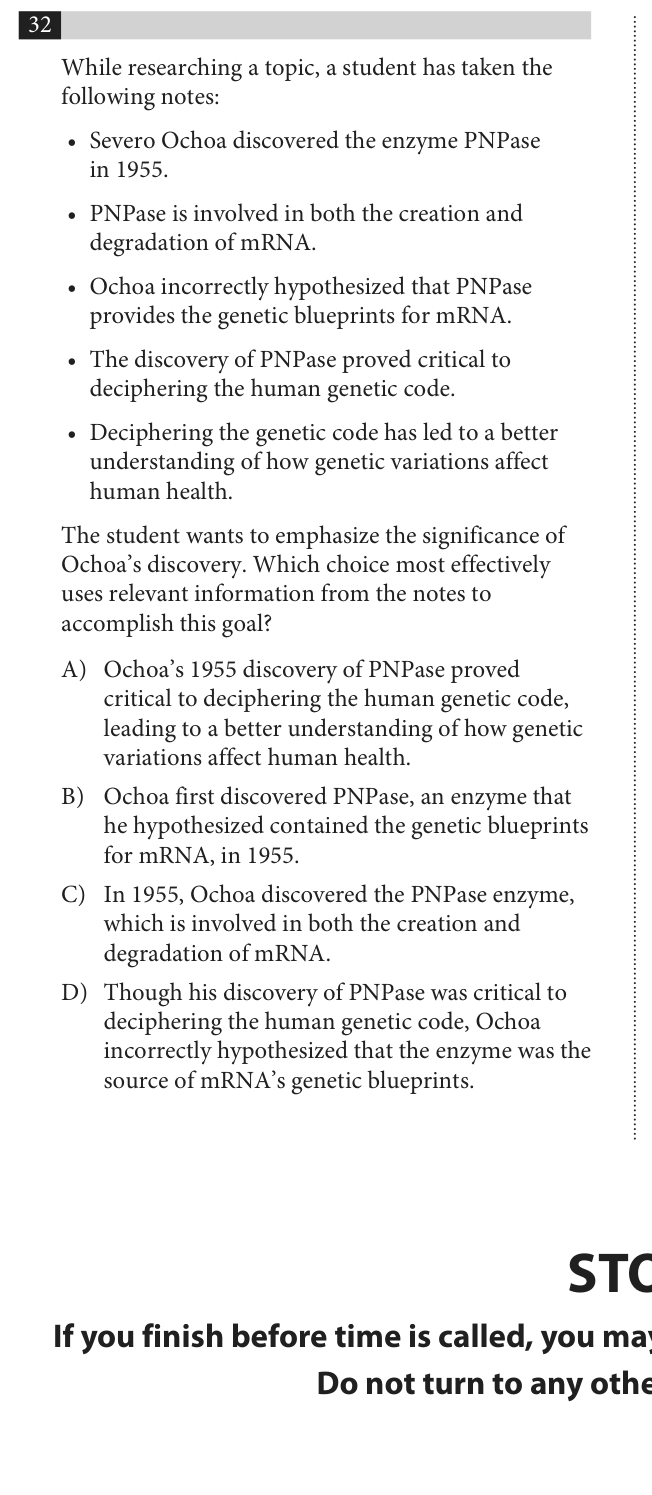 32
While researching a topic, a student has taken the
following notes:
• Severo Ochoa discovered the enzyme PNPase
in 1955.
• PNPase is involved in both the creation and
degradation of mRNA.
• Ochoa incorrectly hypothesized that PNPase
provides the genetic blueprints for mRNA.
• The discovery of PNPase proved critical to
deciphering the human genetic code.
• Deciphering the genetic code has led to a better
understanding of how genetic variations affect
human health.
The student wants to emphasize the significance of
Ochoa’s discovery. Which choice most effectively
uses relevant information from the notes to
accomplish this goal?
A) Ochoa’s 1955 discovery of PNPase proved
critical to deciphering the human genetic code,
leading to a better understanding of how genetic
variations affect human health.
B) Ochoa first discovered PNPase, an enzyme that
he hypothesized contained the genetic blueprints
for mRNA, in 1955.
C) In 1955, Ochoa discovered the PNPase enzyme,
which is involved in both the creation and
degradation of mRNA.
D) Though his discovery of PNPase was critical to
deciphering the human genetic code, Ochoa
incorrectly hypothesized that the enzyme was the
source of mRNA’s genetic blueprints.
STO
If you finish before time is called, you may
Do not turn to any othe